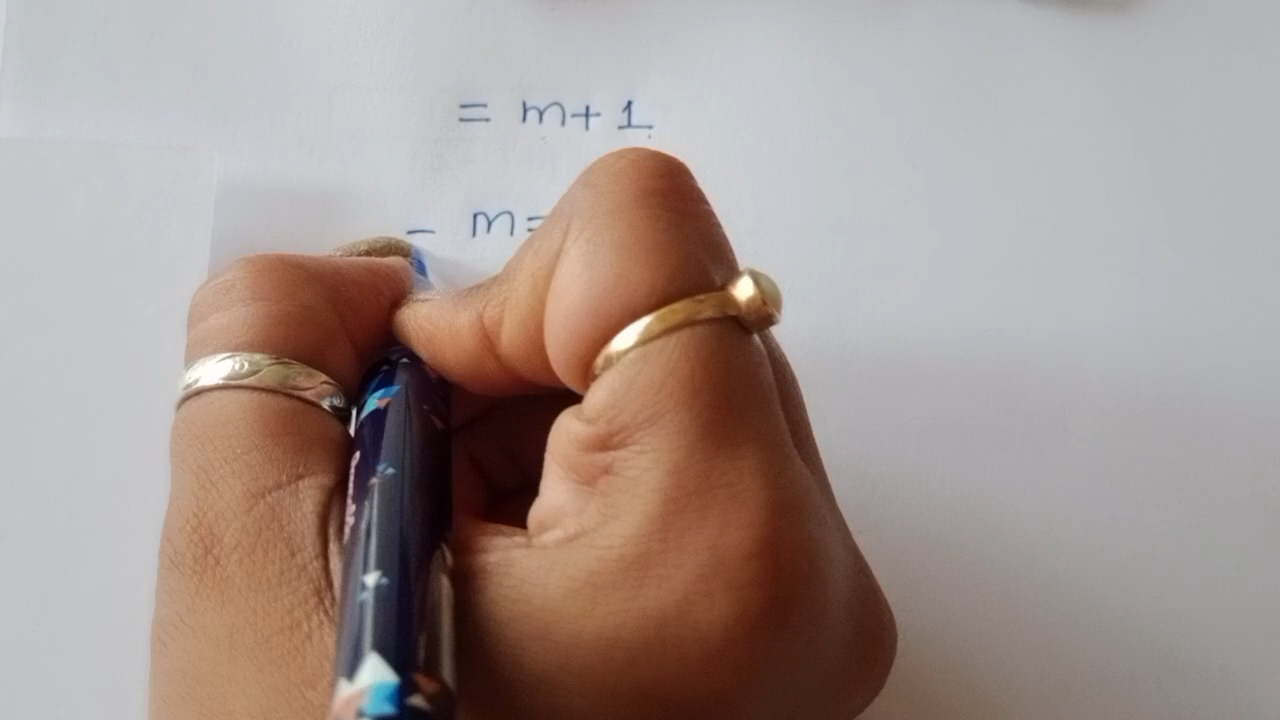 = m+1
- m=